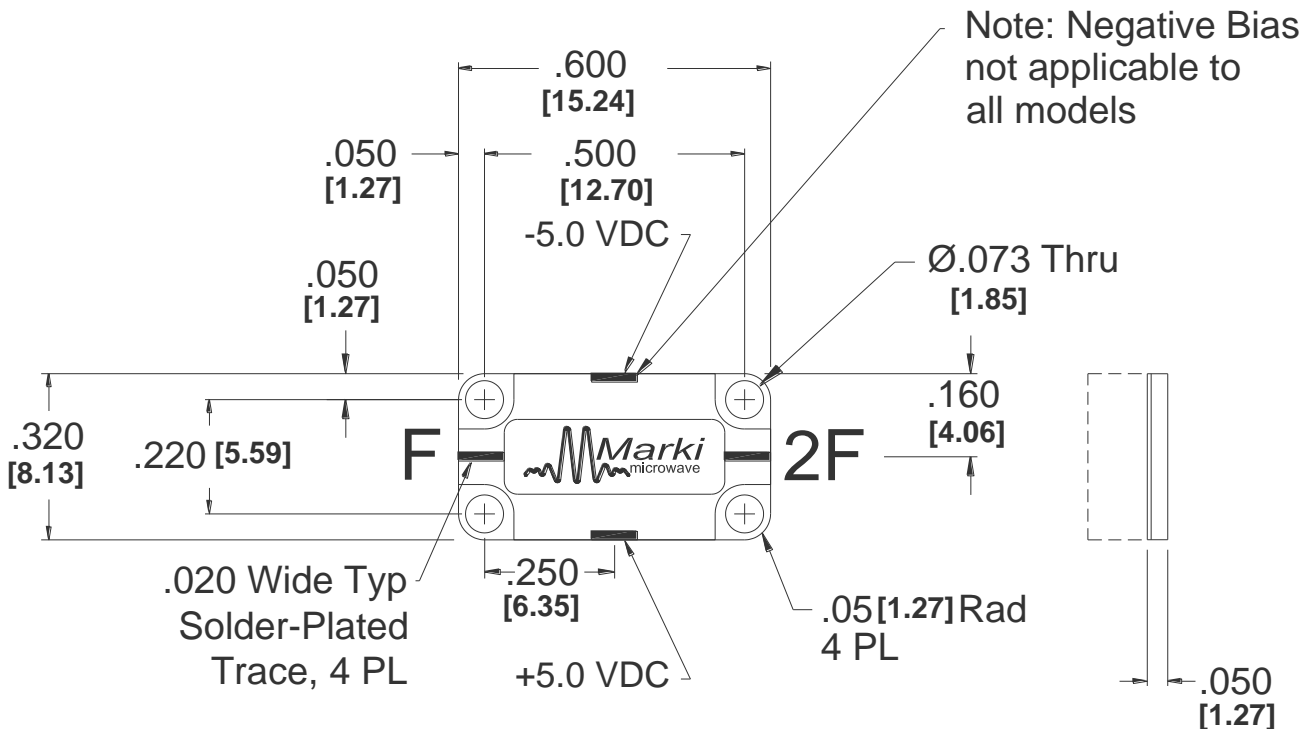 Note: Negative Bias
not applicable to
all models
.600
[15.24]
.050
[1.27]
.500
[12.70]
-5.0 VDC
Ø.073 Thru
[1.85]
.050
[1.27]
.320
[8.13]
.220 [5.59]
F
Marki
microwave
2F
.160
[4.06]
.020 Wide Typ
Solder-Plated
Trace, 4 PL
.250
[6.35]
+5.0 VDC
.05[1.27] Rad
4 PL
.050
[1.27]